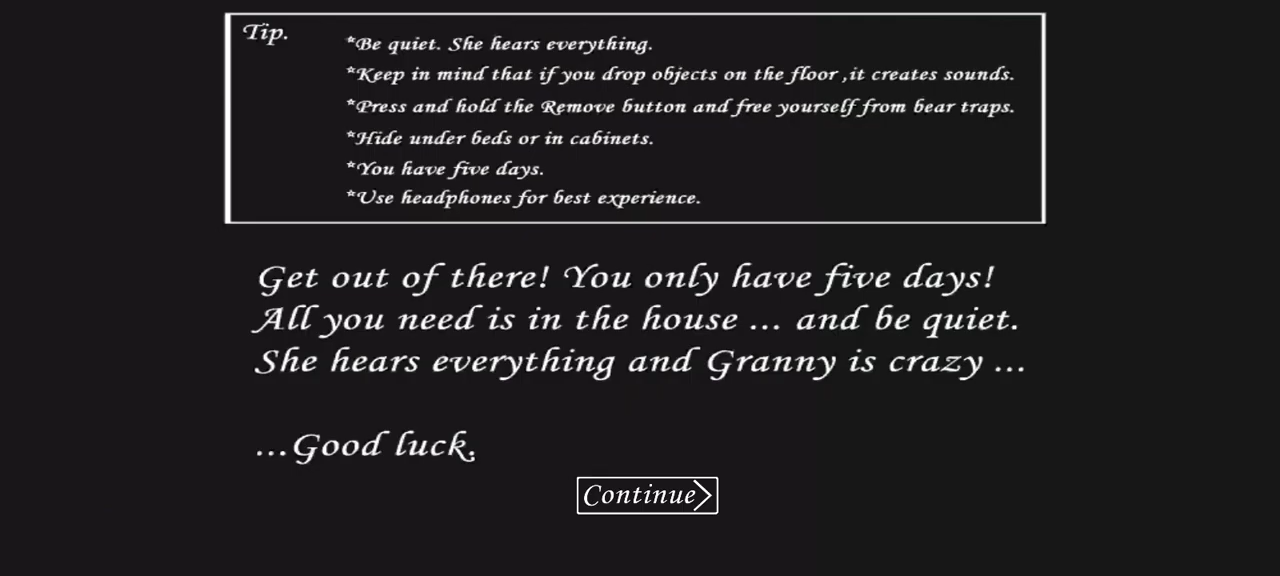 Tip.
*Be quiet. She hears everything.
*Keep in mind that if you drop objects on the floor ,it creates sounds.
*Press and hold the Remove button and free yourself from bear traps.
*Hide under beds or in cabinets.
*You have five days.
*Use headphones for best experience.
Get out of there! You only have five days!
All you need is in the house ... and be quiet.
She hears everything and Granny is crazy ...
...Good luck.
Continue>